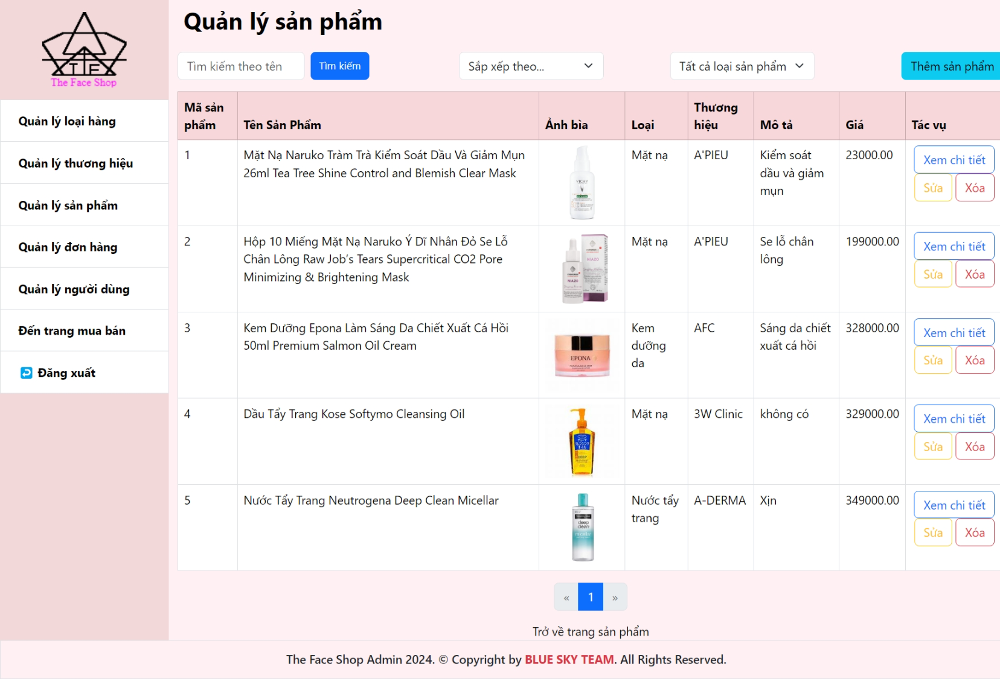 TFX
The Face Shop
Quản lý loại hàng
Quản lý thương hiệu
Quản lý sản phẩm
Quản lý đơn hàng
Quản lý người dùng
Đến trang mua bán
Đăng xuất
Quản lý sản phẩm
Tìm kiếm theo tên
Tìm kiếm
Sắp xếp theo...
Tất cả loại sản phẩm
Thêm sản phẩm
Mã sản
phẩm
Tên Sản Phẩm
Ảnh bìa
Loại
Thương
hiệu
Mô tả
Giá
Tác vụ
1
Mặt Nạ Naruko Tràm Trà Kiểm Soát Dầu Và Giảm Mụn
26ml Tea Tree Shine Control and Blemish Clear Mask
VICHY
Mặt nạ
A'PIEU
Kiểm soát
dầu và giảm
mụn
23000.00
Xem chi tiết
Sửa
Xóa
2
Hộp 10 Miếng Mặt Nạ Naruko Ý Dĩ Nhân Đỏ Se Lỗ
Chân Lông Raw Job’s Tears Supercritical CO2 Pore
Minimizing & Brightening Mask
NIA20
NIA20
Mặt nạ
A'PIEU
Se lỗ chân
lông
199000.00
Xem chi tiết
Sửa
Xóa
3
Kem Dưỡng Epona Làm Sáng Da Chiết Xuất Cá Hồi
50ml Premium Salmon Oil Cream
EPONA
Kem
dưỡng
da
AFC
Sáng da chiết
xuất cá hồi
328000.00
Xem chi tiết
Sửa
Xóa
4
Dầu Tẩy Trang Kose Softymo Cleansing Oil
DEEP
Mặt nạ
3W Clinic
không có
329000.00
Xem chi tiết
Sửa
Xóa
5
Nước Tẩy Trang Neutrogena Deep Clean Micellar
deep
clean
Nước tẩy
trang
A-DERMA
Xịn
349000.00
Xem chi tiết
Sửa
Xóa
«
1
»
Trở về trang sản phẩm
The Face Shop Admin 2024. © Copyright by BLUE SKY TEAM. All Rights Reserved.